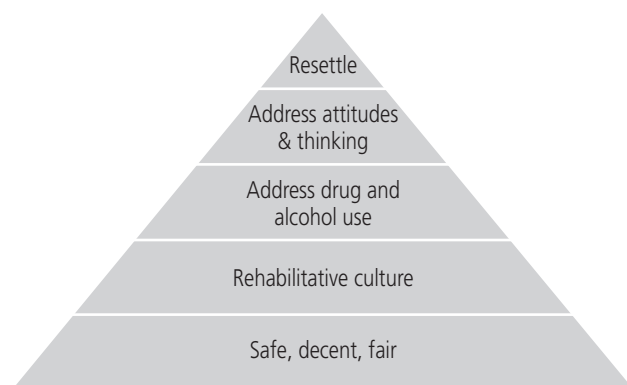 Resettle
Address attitudes
& thinking
Address drug and
alcohol use
Rehabilitative culture
Safe, decent, fair